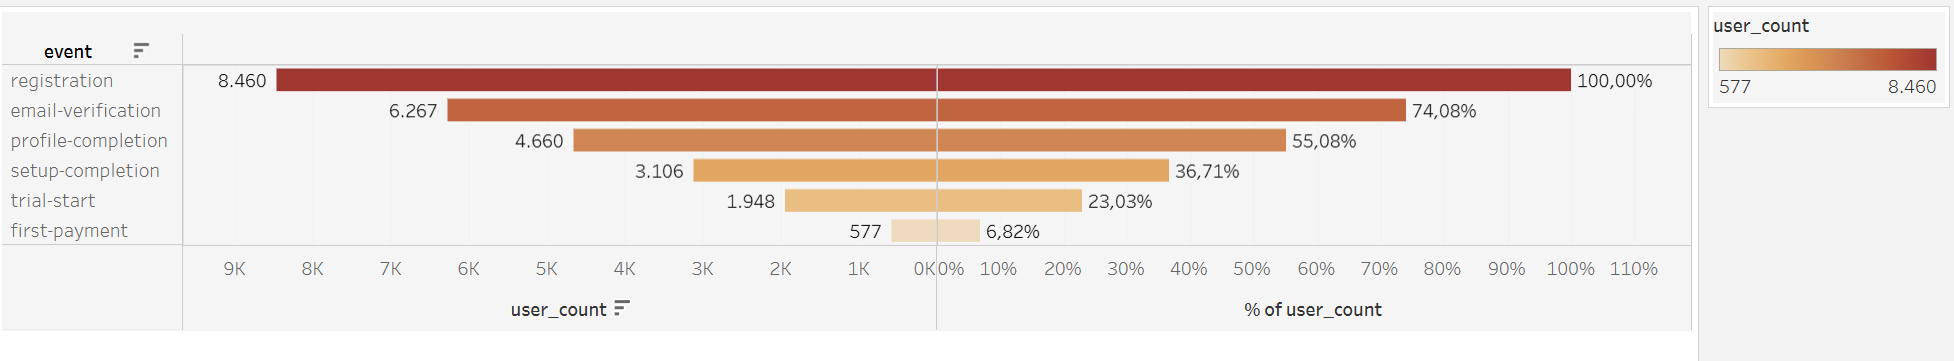 user_count
577 8.460
event
registration 8.460 100,00%
email-verification 6.267 74,08%
profile-completion 4.660 55,08%
setup-completion 3.106 36,71%
trial-start 1.948 23,03%
first-payment 577 6,82%
9K 8K 7K 6K 5K 4K 3K 2K 1K 0K 0% 10% 20% 30% 40% 50% 60% 70% 80% 90% 100% 110%
user_count % of user_count